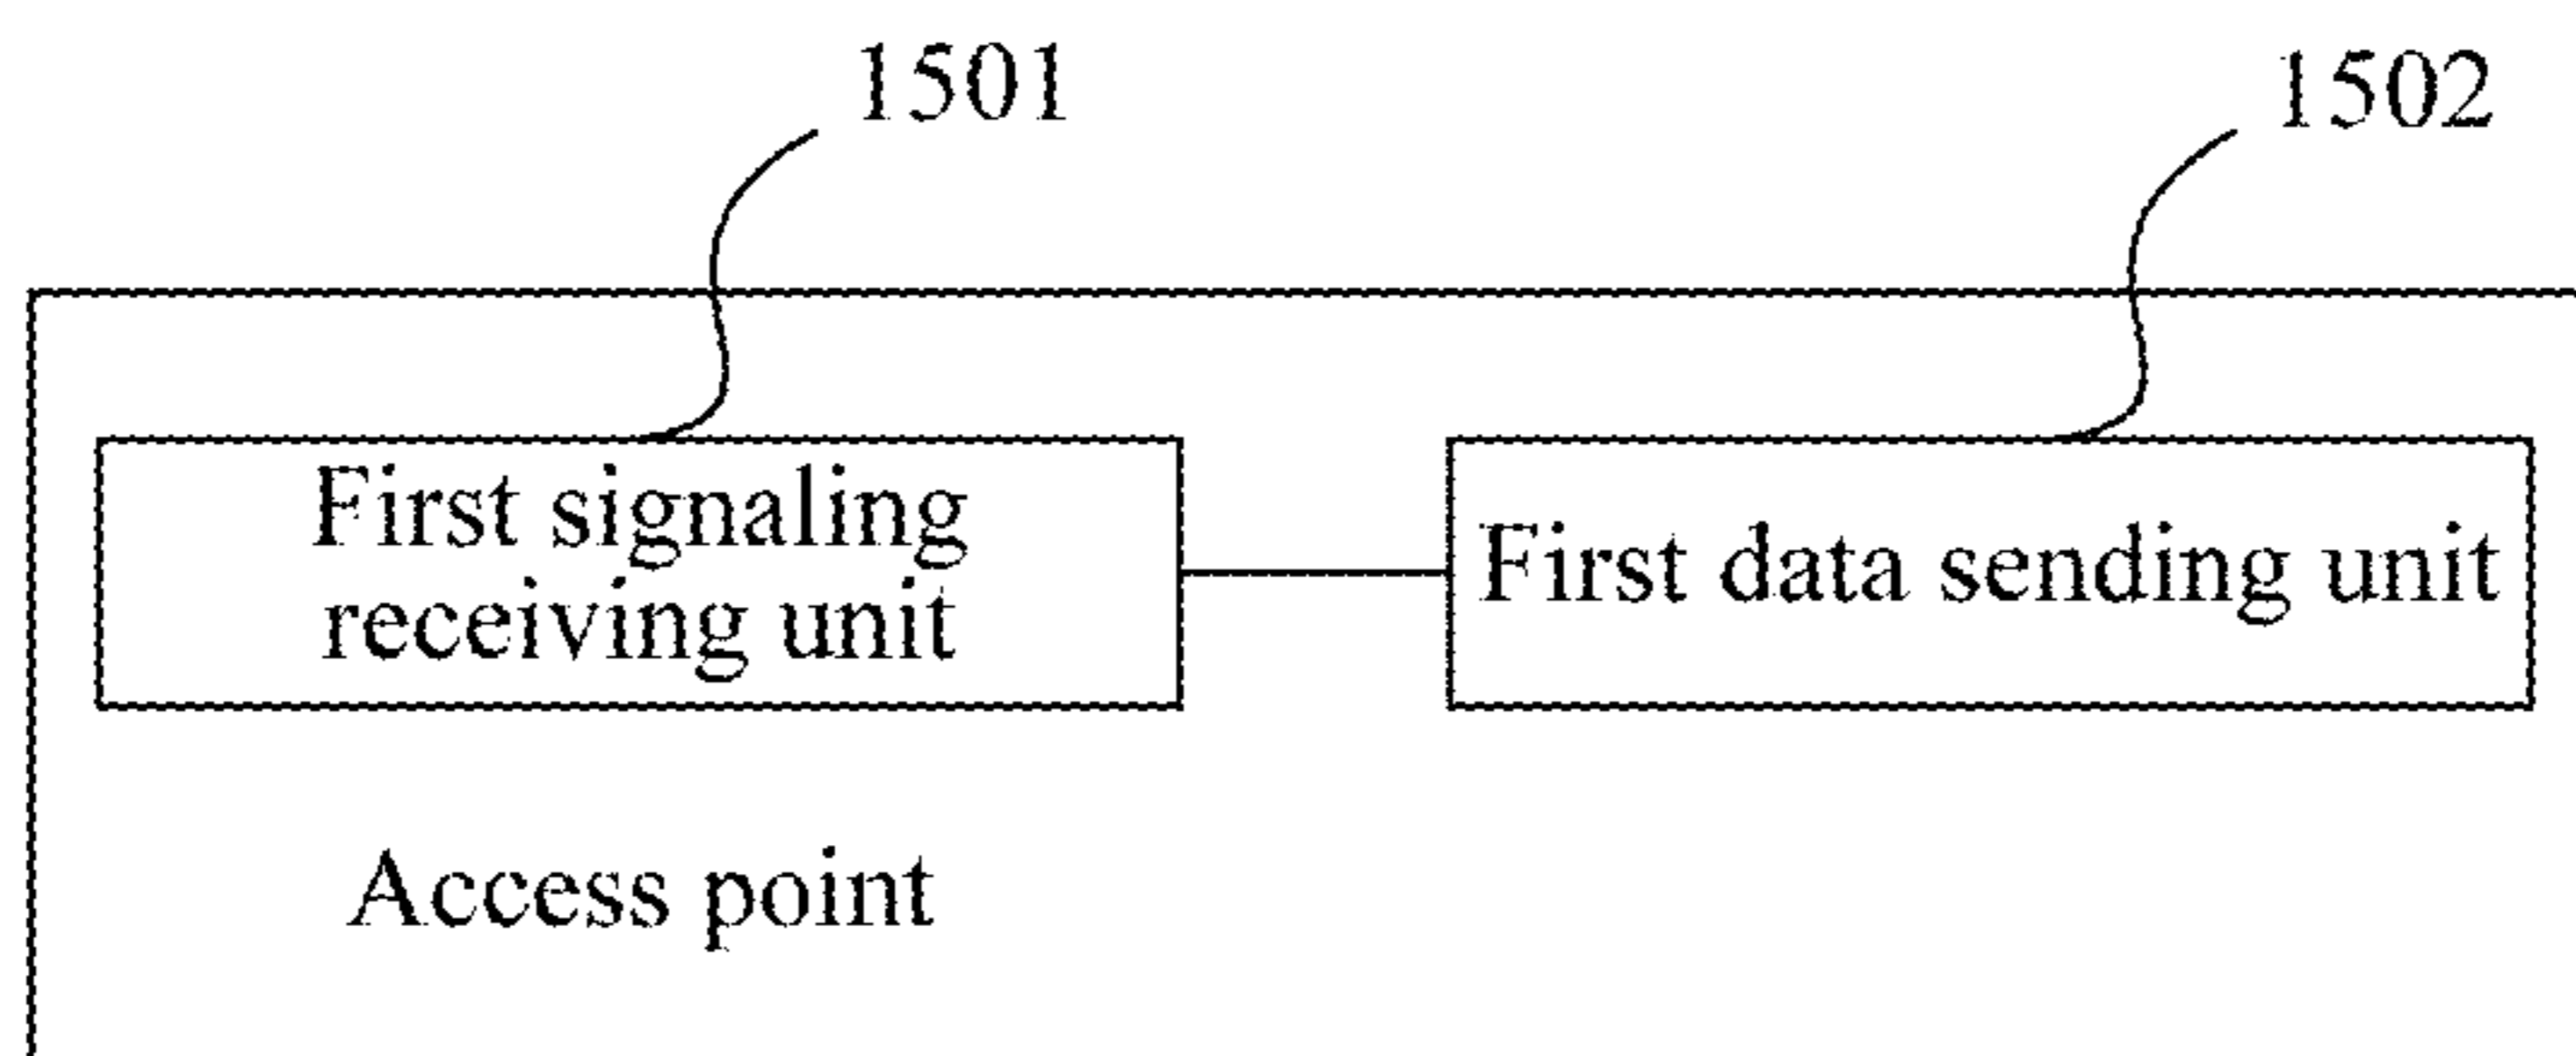 1501
1502
First signaling
receiving unit
First data sending unit
Access point